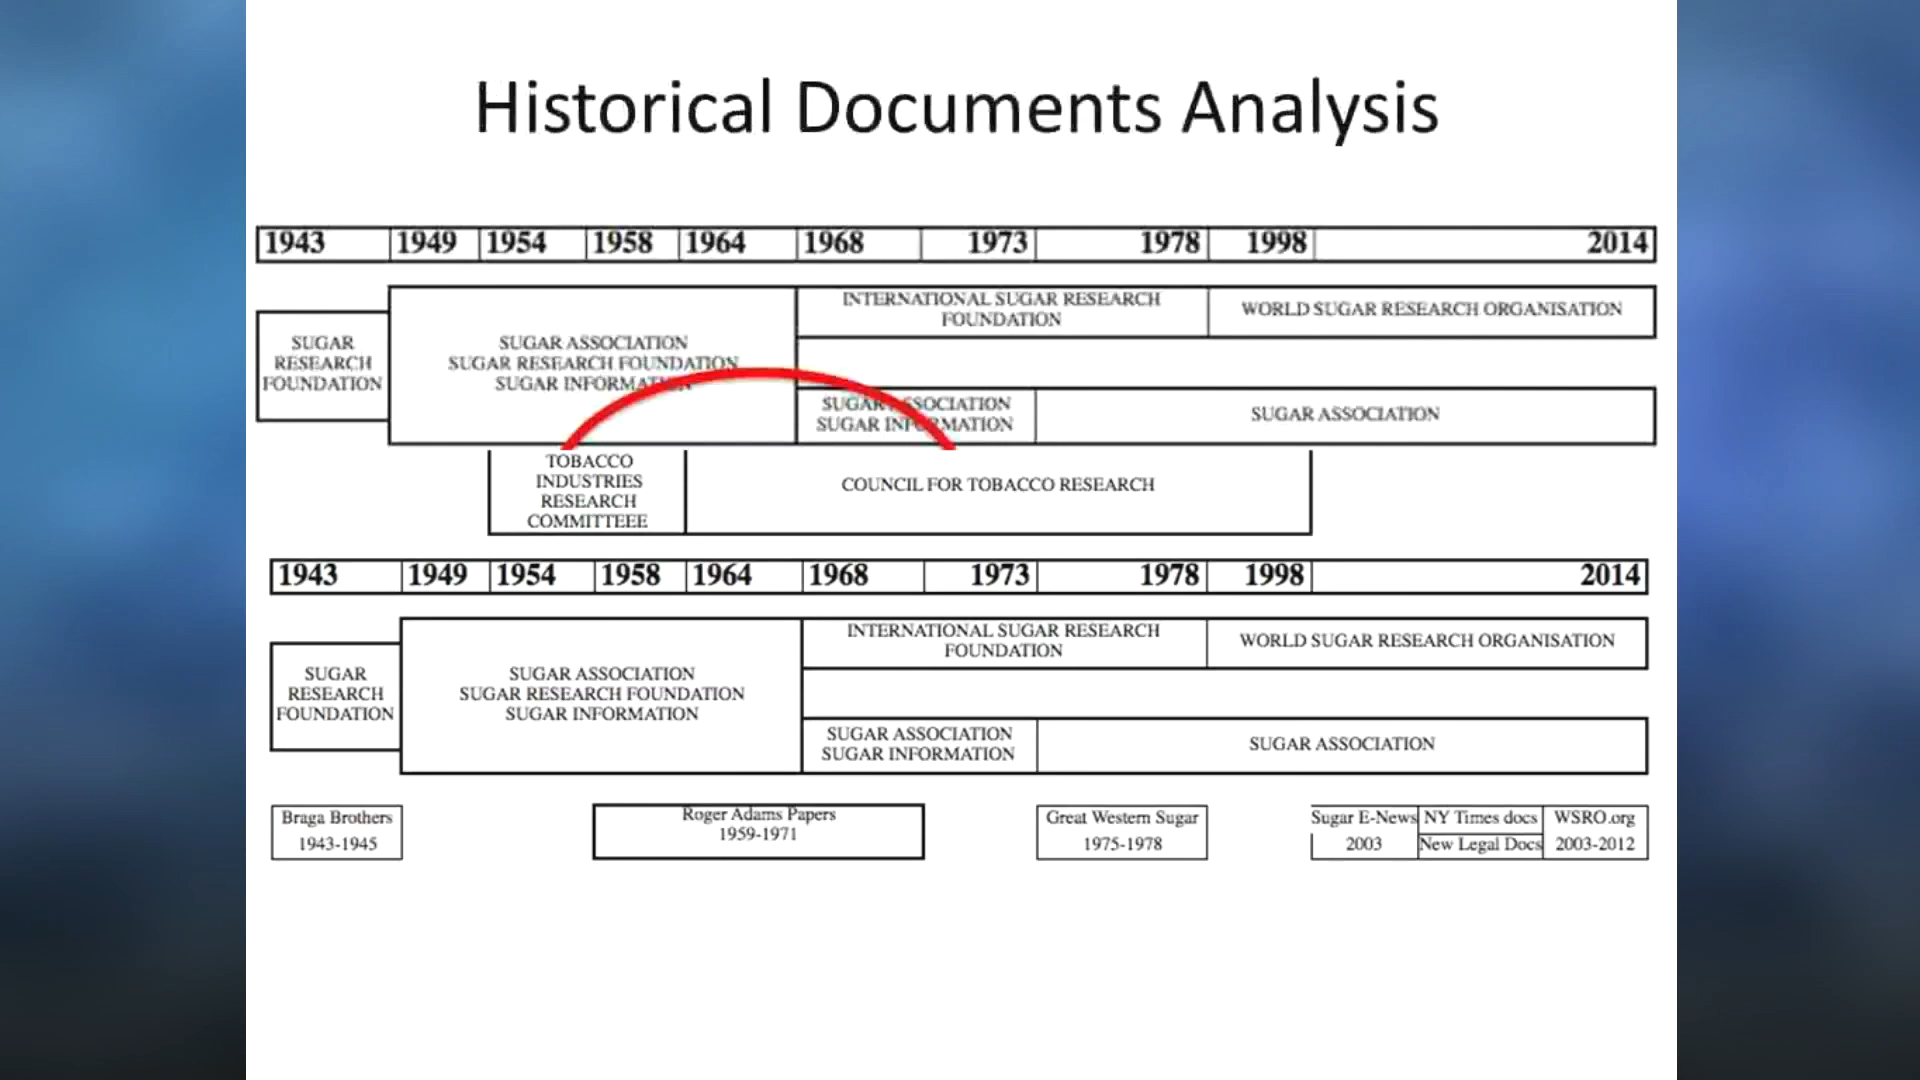 Historical Documents Analysis
1943 1949 1954 1958 1964 1968 1973 1978 1998 2014
SUGAR
RESEARCH
FOUNDATION
SUGAR ASSOCIATION
SUGAR RESEARCH FOUNDATION
SUGAR INFORMATION
INTERNATIONAL SUGAR RESEARCH
FOUNDATION
WORLD SUGAR RESEARCH ORGANISATION
SUGAR ASSOCIATION
SUGAR INFORMATION
SUGAR ASSOCIATION
TOBACCO
INDUSTRIES
RESEARCH
COMMITTEEE
COUNCIL FOR TOBACCO RESEARCH
1943 1949 1954 1958 1964 1968 1973 1978 1998 2014
SUGAR
RESEARCH
FOUNDATION
SUGAR ASSOCIATION
SUGAR RESEARCH FOUNDATION
SUGAR INFORMATION
INTERNATIONAL SUGAR RESEARCH
FOUNDATION
WORLD SUGAR RESEARCH ORGANISATION
SUGAR ASSOCIATION
SUGAR INFORMATION
SUGAR ASSOCIATION
Braga Brothers
1943-1945
Roger Adams Papers
1959-1971
Great Western Sugar
1975-1978
Sugar E-News
2003
NY Times docs
New Legal Docs
WSRO.org
2003-2012